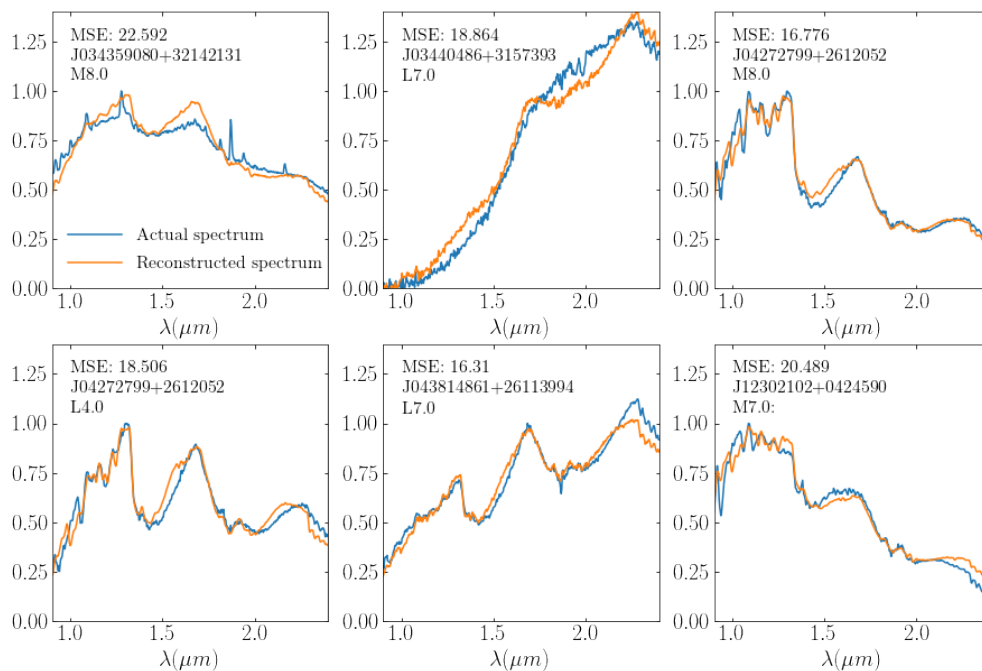 MSE: 22.592
J034359080+32142131
M8.0
Actual spectrum
Reconstructed spectrum
0.00
0.25
0.50
0.75
1.00
1.25
1.0
1.5
2.0
λ(μm)
MSE: 18.864
J03440486+3157393
L7.0
0.00
0.25
0.50
0.75
1.00
1.25
1.0
1.5
2.0
λ(μm)
MSE: 16.776
J04272799+2612052
M8.0
0.00
0.25
0.50
0.75
1.00
1.25
1.0
1.5
2.0
λ(μm)
MSE: 18.506
J04272799+2612052
L4.0
0.00
0.25
0.50
0.75
1.00
1.25
1.0
1.5
2.0
λ(μm)
MSE: 16.31
J043814861+26113994
L7.0
0.00
0.25
0.50
0.75
1.00
1.25
1.0
1.5
2.0
λ(μm)
MSE: 20.489
J12302102+0424590
M7.0:
0.00
0.25
0.50
0.75
1.00
1.25
1.0
1.5
2.0
λ(μm)